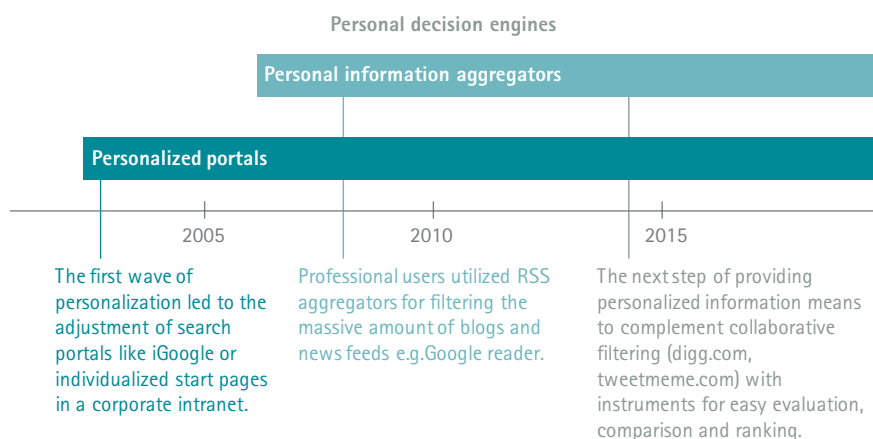 Personal decision engines
Personal information aggregators
Personalized portals
2005
2010
2015
The first wave of
personalization led to the
adjustment of search
portals like iGoogle or
individualized start pages
in a corporate intranet.
Professional users utilized RSS
aggregators for filtering the
massive amount of blogs and
news feeds e.g.Google reader.
The next step of providing
personalized information means
to complement collaborative
filtering (digg.com,
tweetmeme.com) with
instruments for easy evaluation,
comparison and ranking.